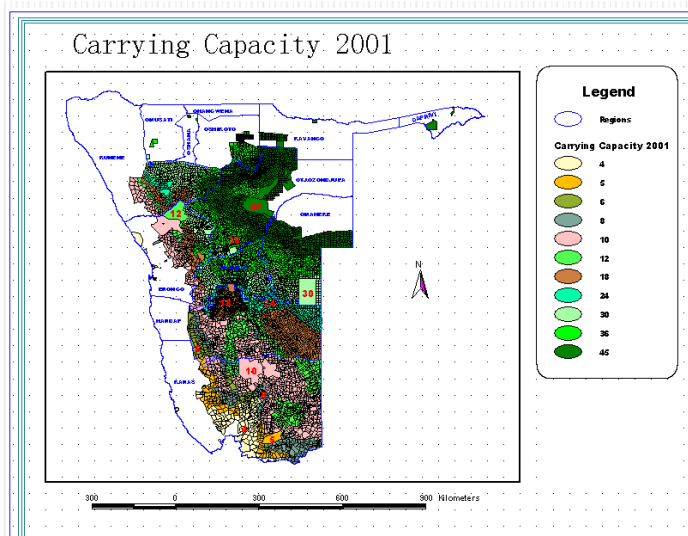 Carrying Capacity 2001
OHANGWENA
OMUSATI
OSHANA
OSHIKOTO
CAPRIVI
KAVANGO
KUNENE
OTJOZONDJUPA
OMAHEKE
12
30
ERONGO
HARDAP
10
KARAS
N
Legend
Regions
Carrying Capacity 2001
4
5
6
8
10
12
18
24
30
36
45
300 0 300 600 900 Kilometers